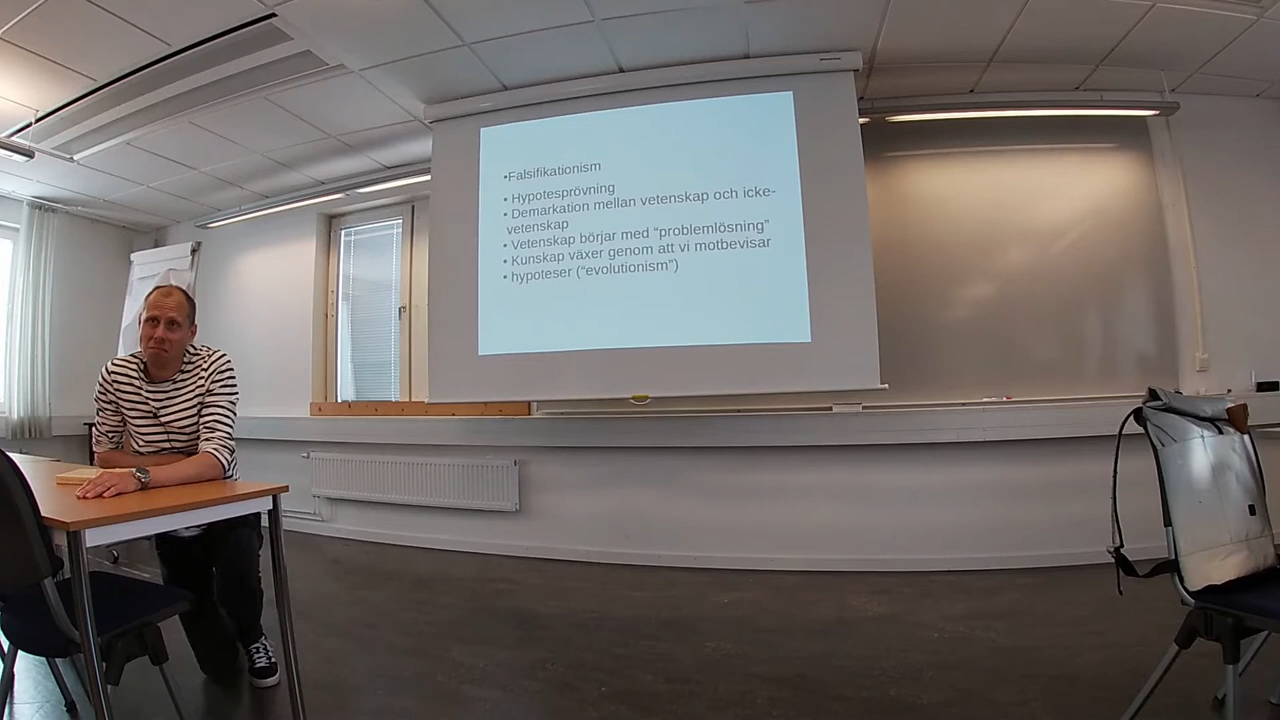 •Falsifikationism
• Hypotesprövning
• Demarkation mellan vetenskap och icke-
vetenskap
• Vetenskap börjar med “problemlösning”
• Kunskap växer genom att vi motbevisar
• hypoteser (“evolutionism”)